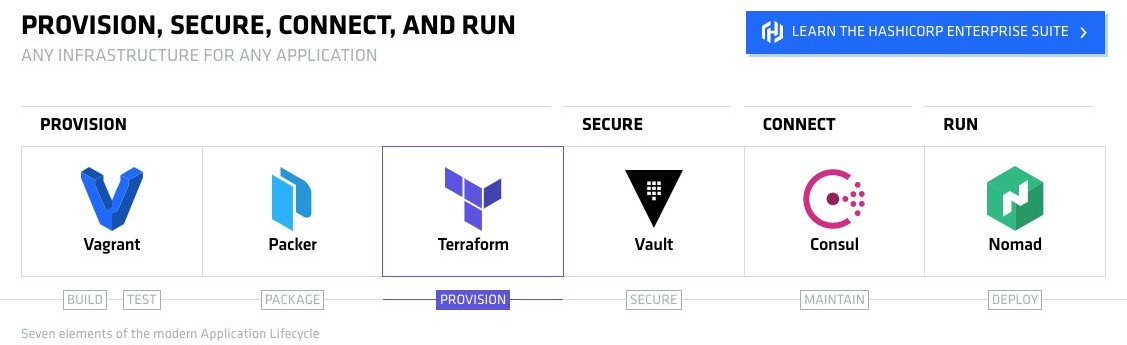 PROVISION, SECURE, CONNECT, AND RUN
ANY INFRASTRUCTURE FOR ANY APPLICATION
LEARN THE HASHICORP ENTERPRISE SUITE
PROVISION
SECURE
CONNECT
RUN
Vagrant
Packer
Terraform
Vault
Consul
Nomad
BUILD
TEST
PACKAGE
PROVISION
SECURE
MAINTAIN
DEPLOY
Seven elements of the modern Application Lifecycle